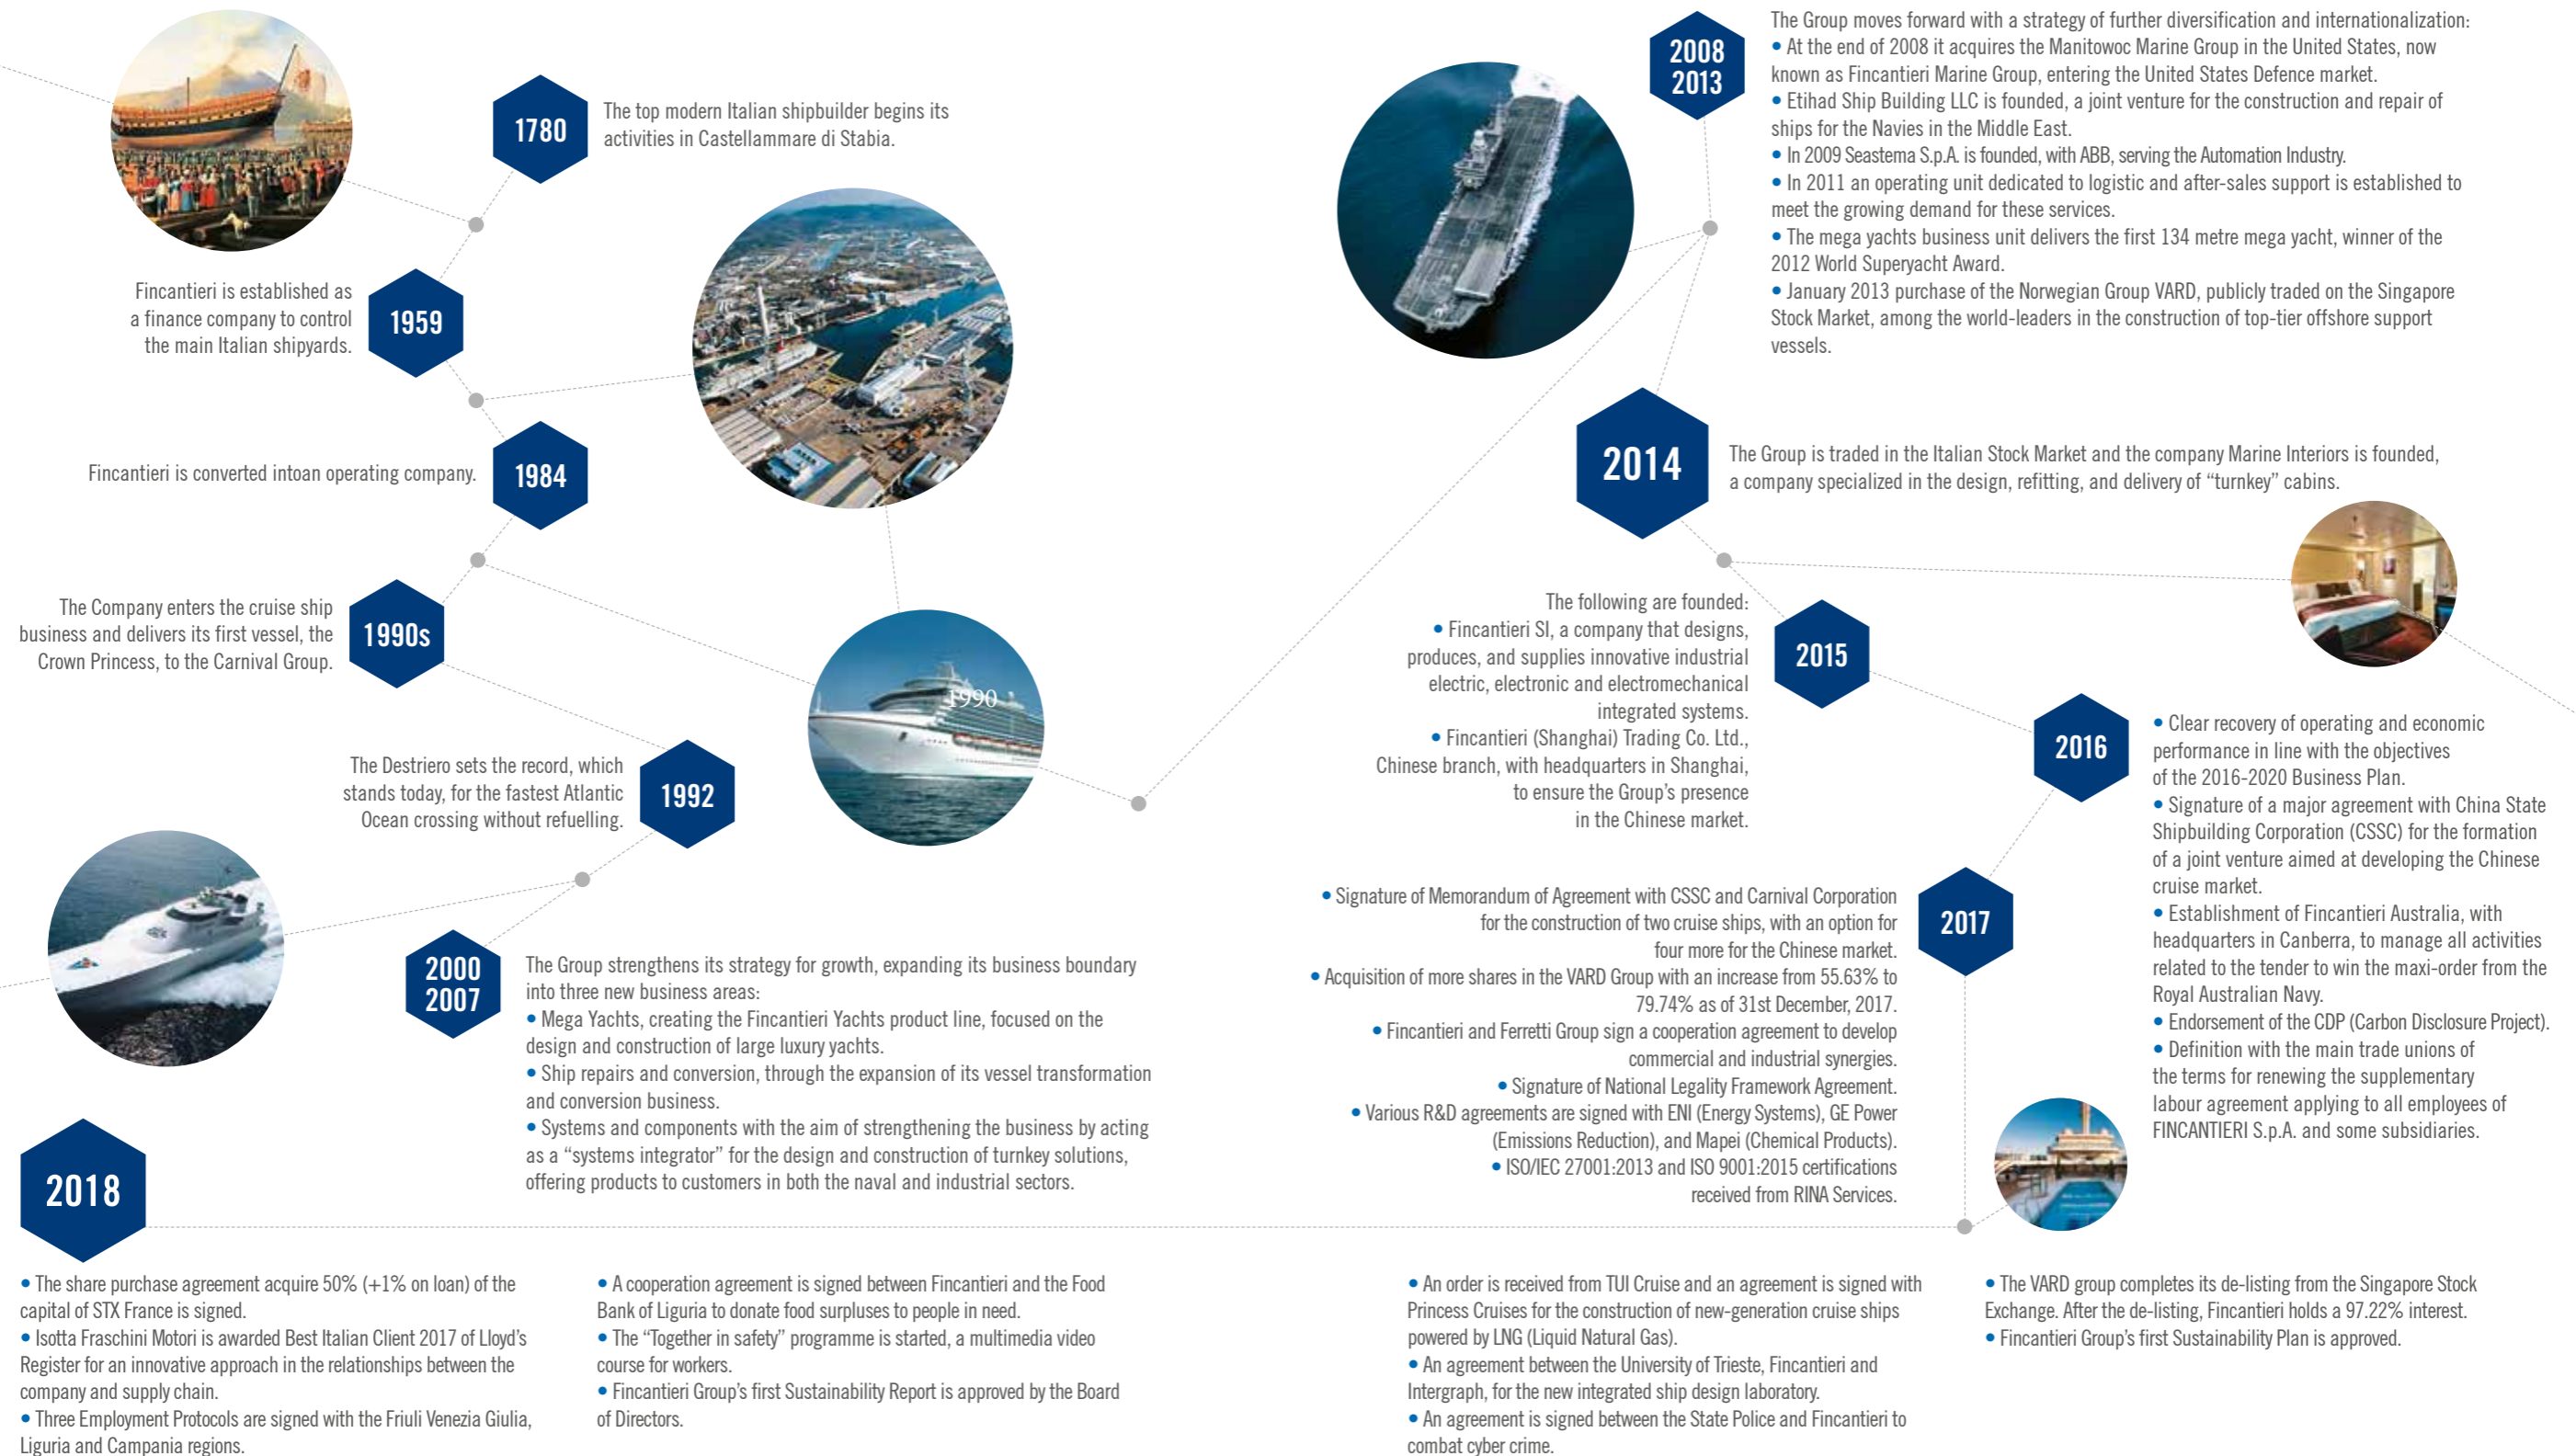 1780
The top modern Italian shipbuilder begins its
activities in Castellammare di Stabia.
Fincantieri is established as
a finance company to control
the main Italian shipyards.
1959
Fincantieri is converted intoan operating company.
1984
The Company enters the cruise ship
business and delivers its first vessel, the
Crown Princess, to the Carnival Group.
1990s
1990
The Destriero sets the record, which
stands today, for the fastest Atlantic
Ocean crossing without refuelling.
1992
2000
2007
The Group strengthens its strategy for growth, expanding its business boundary
into three new business areas:
• Mega Yachts, creating the Fincantieri Yachts product line, focused on the
design and construction of large luxury yachts.
• Ship repairs and conversion, through the expansion of its vessel transformation
and conversion business.
• Systems and components with the aim of strengthening the business by acting
as a “systems integrator” for the design and construction of turnkey solutions,
offering products to customers in both the naval and industrial sectors.
2008
2013
The Group moves forward with a strategy of further diversification and internationalization:
• At the end of 2008 it acquires the Manitowoc Marine Group in the United States, now
known as Fincantieri Marine Group, entering the United States Defence market.
• Etihad Ship Building LLC is founded, a joint venture for the construction and repair of
ships for the Navies in the Middle East.
• In 2009 Seastema S.p.A. is founded, with ABB, serving the Automation Industry.
• In 2011 an operating unit dedicated to logistic and after-sales support is established to
meet the growing demand for these services.
• The mega yachts business unit delivers the first 134 metre mega yacht, winner of the
2012 World Superyacht Award.
• January 2013 purchase of the Norwegian Group VARD, publicly traded on the Singapore
Stock Market, among the world-leaders in the construction of top-tier offshore support
vessels.
2014
The Group is traded in the Italian Stock Market and the company Marine Interiors is founded,
a company specialized in the design, refitting, and delivery of “turnkey” cabins.
The following are founded:
• Fincantieri SI, a company that designs,
produces, and supplies innovative industrial
electric, electronic and electromechanical
integrated systems.
• Fincantieri (Shanghai) Trading Co. Ltd.,
Chinese branch, with headquarters in Shanghai,
to ensure the Group’s presence
in the Chinese market.
2015
2016
• Clear recovery of operating and economic
performance in line with the objectives
of the 2016-2020 Business Plan.
• Signature of a major agreement with China State
Shipbuilding Corporation (CSSC) for the formation
of a joint venture aimed at developing the Chinese
cruise market.
• Establishment of Fincantieri Australia, with
headquarters in Canberra, to manage all activities
related to the tender to win the maxi-order from the
Royal Australian Navy.
• Endorsement of the CDP (Carbon Disclosure Project).
• Definition with the main trade unions of
the terms for renewing the supplementary
labour agreement applying to all employees of
FINCANTIERI S.p.A. and some subsidiaries.
• Signature of Memorandum of Agreement with CSSC and Carnival Corporation
for the construction of two cruise ships, with an option for
four more for the Chinese market.
• Acquisition of more shares in the VARD Group with an increase from 55.63% to
79.74% as of 31st December, 2017.
• Fincantieri and Ferretti Group sign a cooperation agreement to develop
commercial and industrial synergies.
• Signature of National Legality Framework Agreement.
• Various R&D agreements are signed with ENI (Energy Systems), GE Power
(Emissions Reduction), and Mapei (Chemical Products).
• ISO/IEC 27001:2013 and ISO 9001:2015 certifications
received from RINA Services.
2017
2018
• The share purchase agreement acquire 50% (+1% on loan) of the
capital of STX France is signed.
• Isotta Fraschini Motori is awarded Best Italian Client 2017 of Lloyd’s
Register for an innovative approach in the relationships between the
company and supply chain.
• Three Employment Protocols are signed with the Friuli Venezia Giulia,
Liguria and Campania regions.
• A cooperation agreement is signed between Fincantieri and the Food
Bank of Liguria to donate food surpluses to people in need.
• The “Together in safety” programme is started, a multimedia video
course for workers.
• Fincantieri Group’s first Sustainability Report is approved by the Board
of Directors.
• An order is received from TUI Cruise and an agreement is signed with
Princess Cruises for the construction of new-generation cruise ships
powered by LNG (Liquid Natural Gas).
• An agreement between the University of Trieste, Fincantieri and
Intergraph, for the new integrated ship design laboratory.
• An agreement is signed between the State Police and Fincantieri to
combat cyber crime.
• The VARD group completes its de-listing from the Singapore Stock
Exchange. After the de-listing, Fincantieri holds a 97.22% interest.
• Fincantieri Group’s first Sustainability Plan is approved.